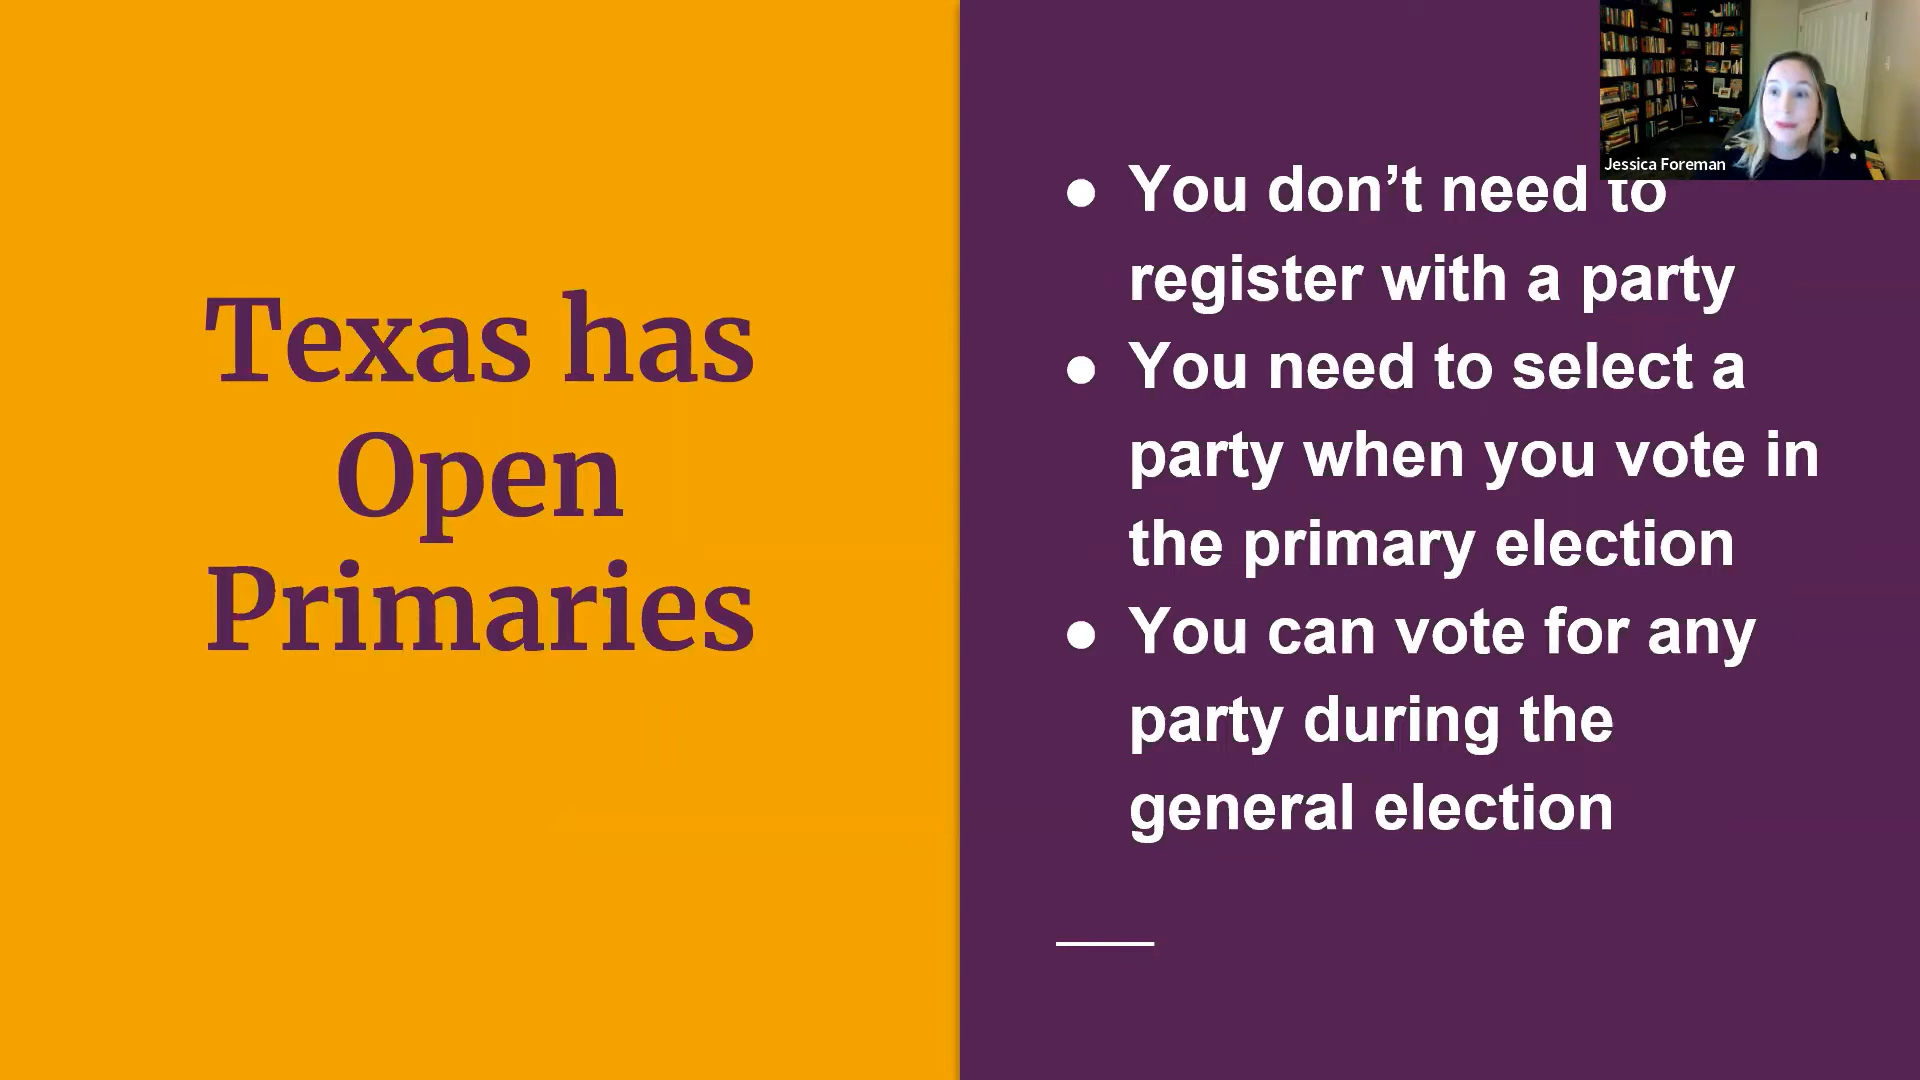 Texas has
Open
Primaries
Jessica Foreman
● You don’t need to
register with a party
● You need to select a
party when you vote in
the primary election
● You can vote for any
party during the
general election